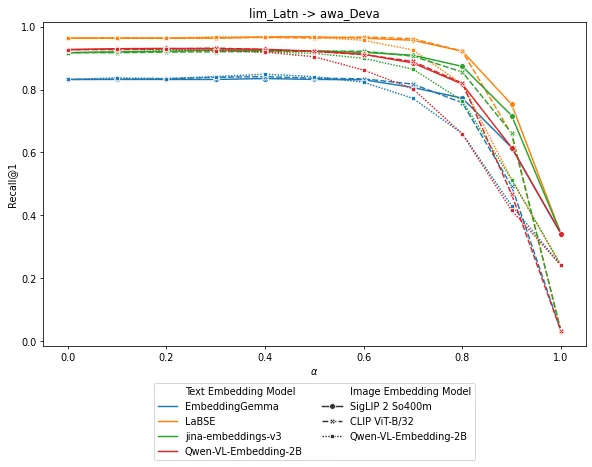 lim_Latn -> awa_Deva
Recall@1
1.0
0.8
0.6
0.4
0.2
0.0
0.0 0.2 0.4 0.6 0.8 1.0
α
Text Embedding Model
EmbeddingGemma
LaBSE
jina-embeddings-v3
Qwen-VL-Embedding-2B
Image Embedding Model
SigLIP 2 So400m
CLIP ViT-B/32
Qwen-VL-Embedding-2B